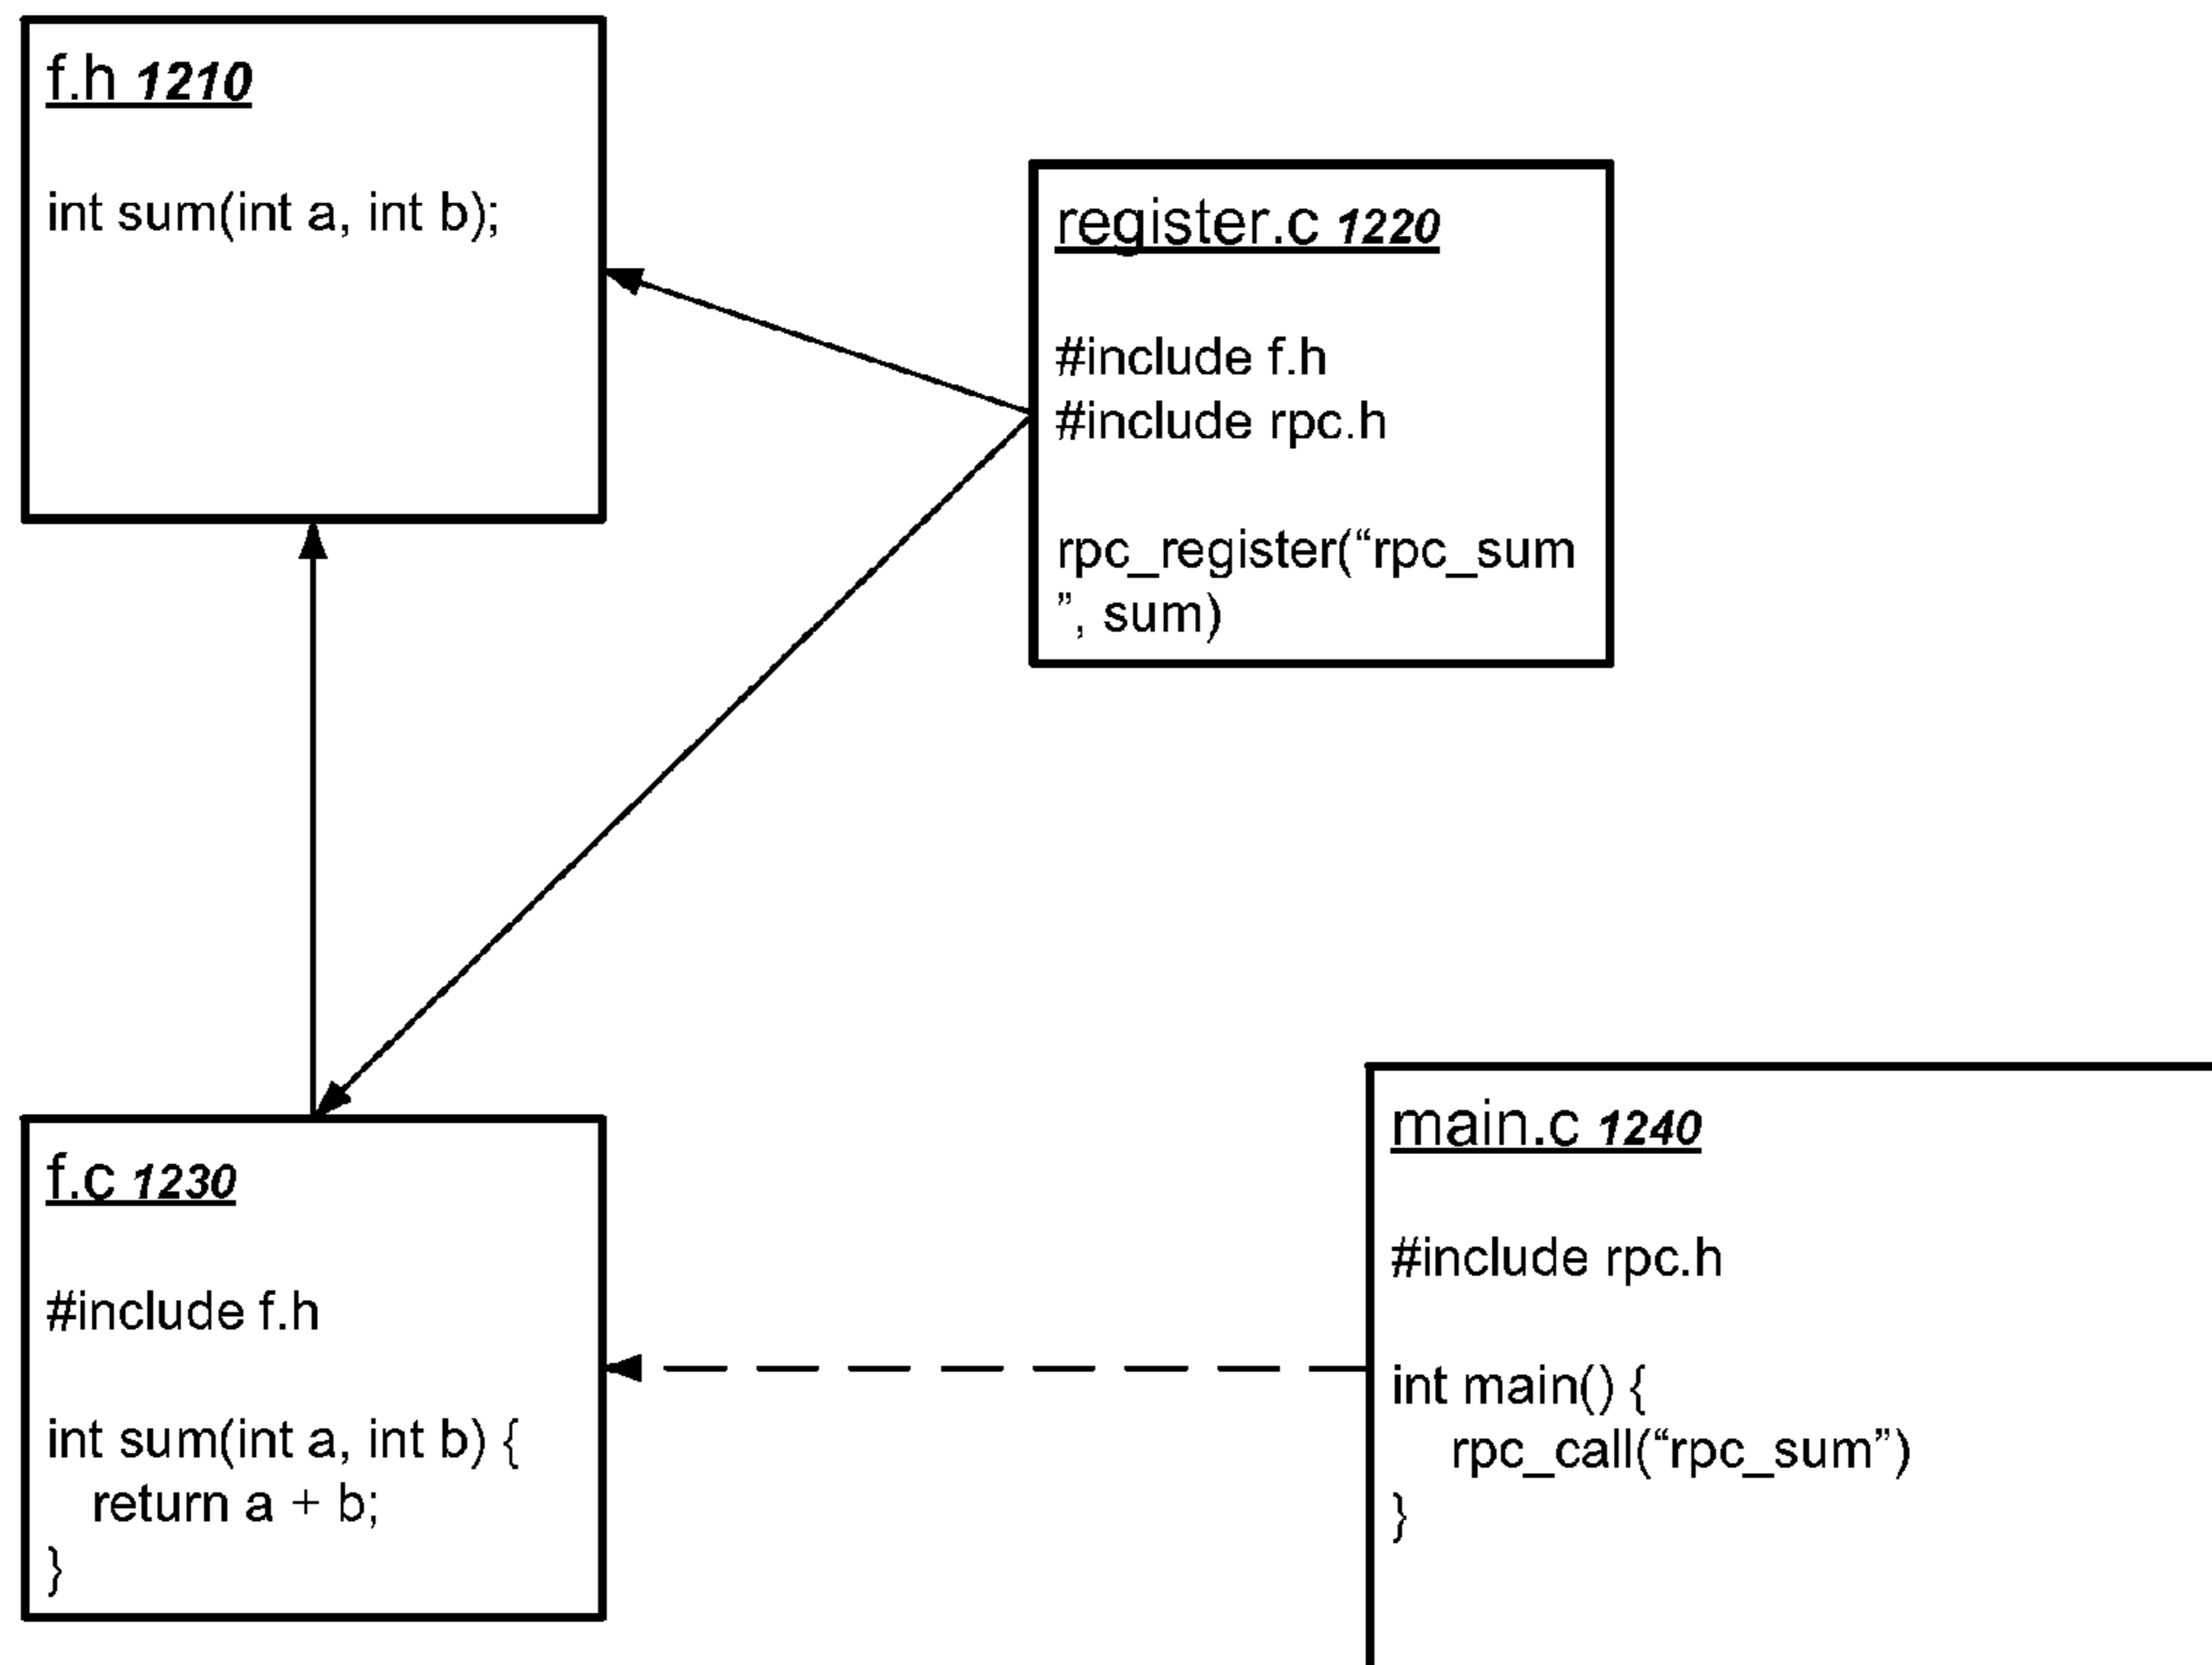 f.h 1210
int sum(int a, int b);
register.c 1220
#include f.h
#include rpc.h
rpc_register(“rpc_sum
”, sum)
f.c 1230
#include f.h
int sum(int a, int b) {
return a + b;
}
main.c 1240
#include rpc.h
int main() {
rpc_call(“rpc_sum”)
}